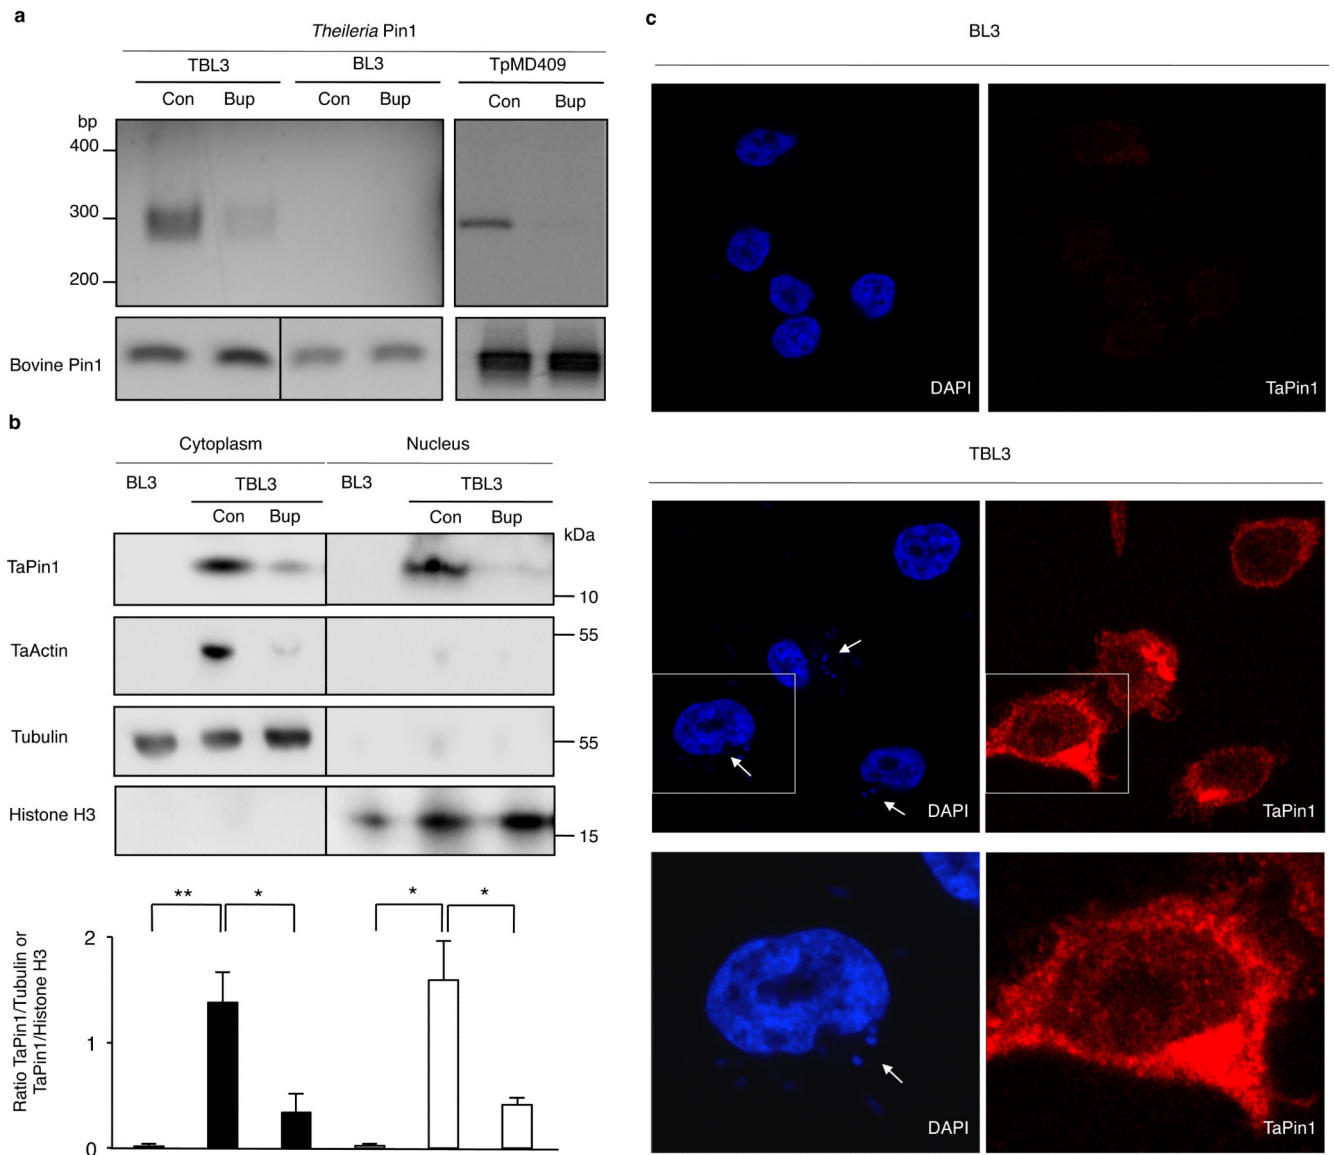 a
Theileria Pin1
TBL3 BL3 TpMD409
Con Bup Con Bup Con Bup
bp
400
300
200
Bovine Pin1
b
Cytoplasm Nucleus
BL3 TBL3 BL3 TBL3
Con Bup Con Bup
kDa
TaPin1
10
55
TaActin
Tubulin
55
Histone H3
15
** * * *
Ratio TaPin1/Tubulin or
TaPin1/Histone H3
2
1
0
c
BL3
DAPI TaPin1
TBL3
DAPI TaPin1
DAPI TaPin1